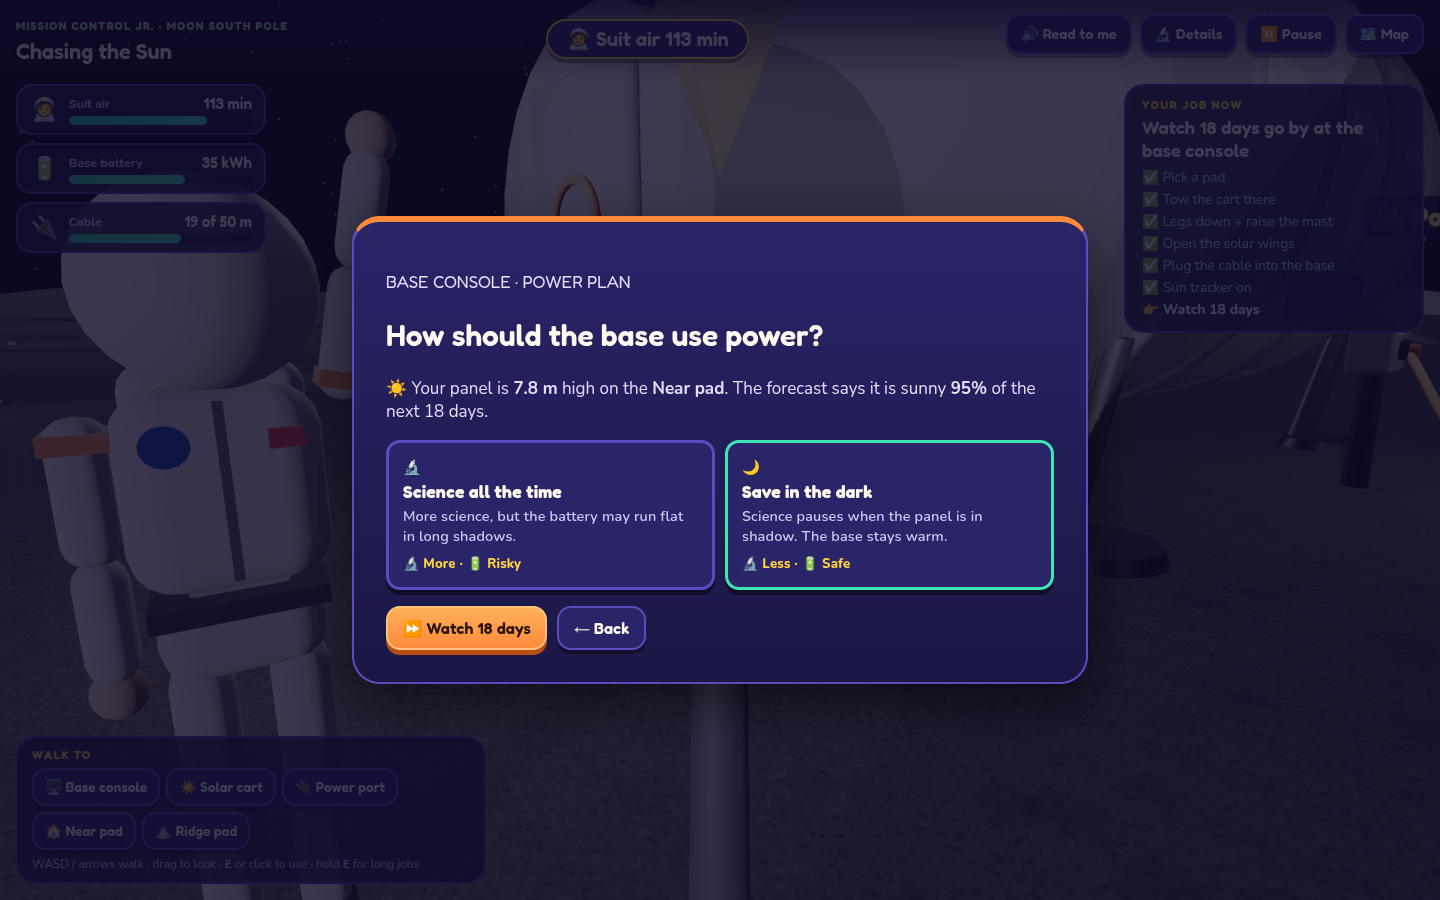 MISSION CONTROL JR. · MOON SOUTH POLE
Chasing the Sun
Suit air 113 min
Read to me
Details
Pause
Map
Suit air 113 min
Base battery 35 kWh
Cable 19 of 50 m
YOUR JOB NOW
Watch 18 days go by at the
base console
Pick a pad
Tow the cart there
Legs down + raise the mast
Open the solar wings
Plug the cable into the base
Sun tracker on
Watch 18 days
BASE CONSOLE · POWER PLAN
How should the base use power?
Your panel is 7.8 m high on the Near pad. The forecast says it is sunny 95% of the
next 18 days.
Science all the time
More science, but the battery may run flat
in long shadows.
More · Risky
Save in the dark
Science pauses when the panel is in
shadow. The base stays warm.
Less · Safe
Watch 18 days
← Back
WALK TO
Base console
Solar cart
Power port
Near pad
Ridge pad
WASD / arrows walk · drag to look · E or click to use · hold E for long jobs